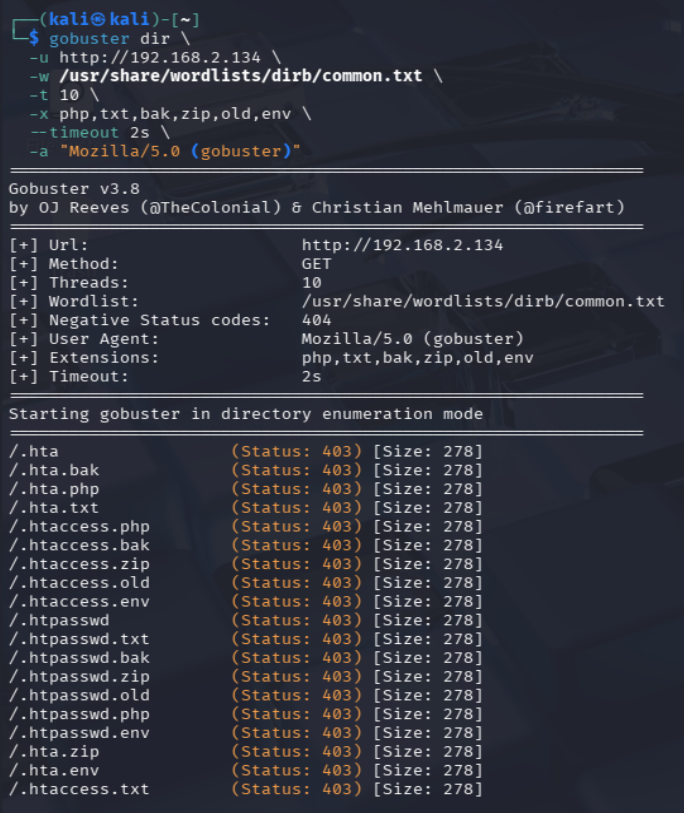 ┌──(kali㉿kali)-[~]
└─$ gobuster dir \
-u http://192.168.2.134 \
-w /usr/share/wordlists/dirb/common.txt \
-t 10 \
-x php,txt,bak,zip,old,env \
--timeout 2s \
-a "Mozilla/5.0 (gobuster)"
===============================================================
Gobuster v3.8
by OJ Reeves (@TheColonial) & Christian Mehlmauer (@firefart)
===============================================================
[+] Url:                     http://192.168.2.134
[+] Method:                  GET
[+] Threads:                 10
[+] Wordlist:                /usr/share/wordlists/dirb/common.txt
[+] Negative Status codes:   404
[+] User Agent:              Mozilla/5.0 (gobuster)
[+] Extensions:              php,txt,bak,zip,old,env
[+] Timeout:                 2s
===============================================================
Starting gobuster in directory enumeration mode
===============================================================
/.hta                 (Status: 403) [Size: 278]
/.hta.bak             (Status: 403) [Size: 278]
/.hta.php             (Status: 403) [Size: 278]
/.hta.txt             (Status: 403) [Size: 278]
/.htaccess.php        (Status: 403) [Size: 278]
/.htaccess.bak        (Status: 403) [Size: 278]
/.htaccess.zip        (Status: 403) [Size: 278]
/.htaccess.old        (Status: 403) [Size: 278]
/.htaccess.env        (Status: 403) [Size: 278]
/.htpasswd            (Status: 403) [Size: 278]
/.htpasswd.txt        (Status: 403) [Size: 278]
/.htpasswd.bak        (Status: 403) [Size: 278]
/.htpasswd.zip        (Status: 403) [Size: 278]
/.htpasswd.old        (Status: 403) [Size: 278]
/.htpasswd.php        (Status: 403) [Size: 278]
/.htpasswd.env        (Status: 403) [Size: 278]
/.hta.zip             (Status: 403) [Size: 278]
/.hta.env             (Status: 403) [Size: 278]
/.htaccess.txt        (Status: 403) [Size: 278]